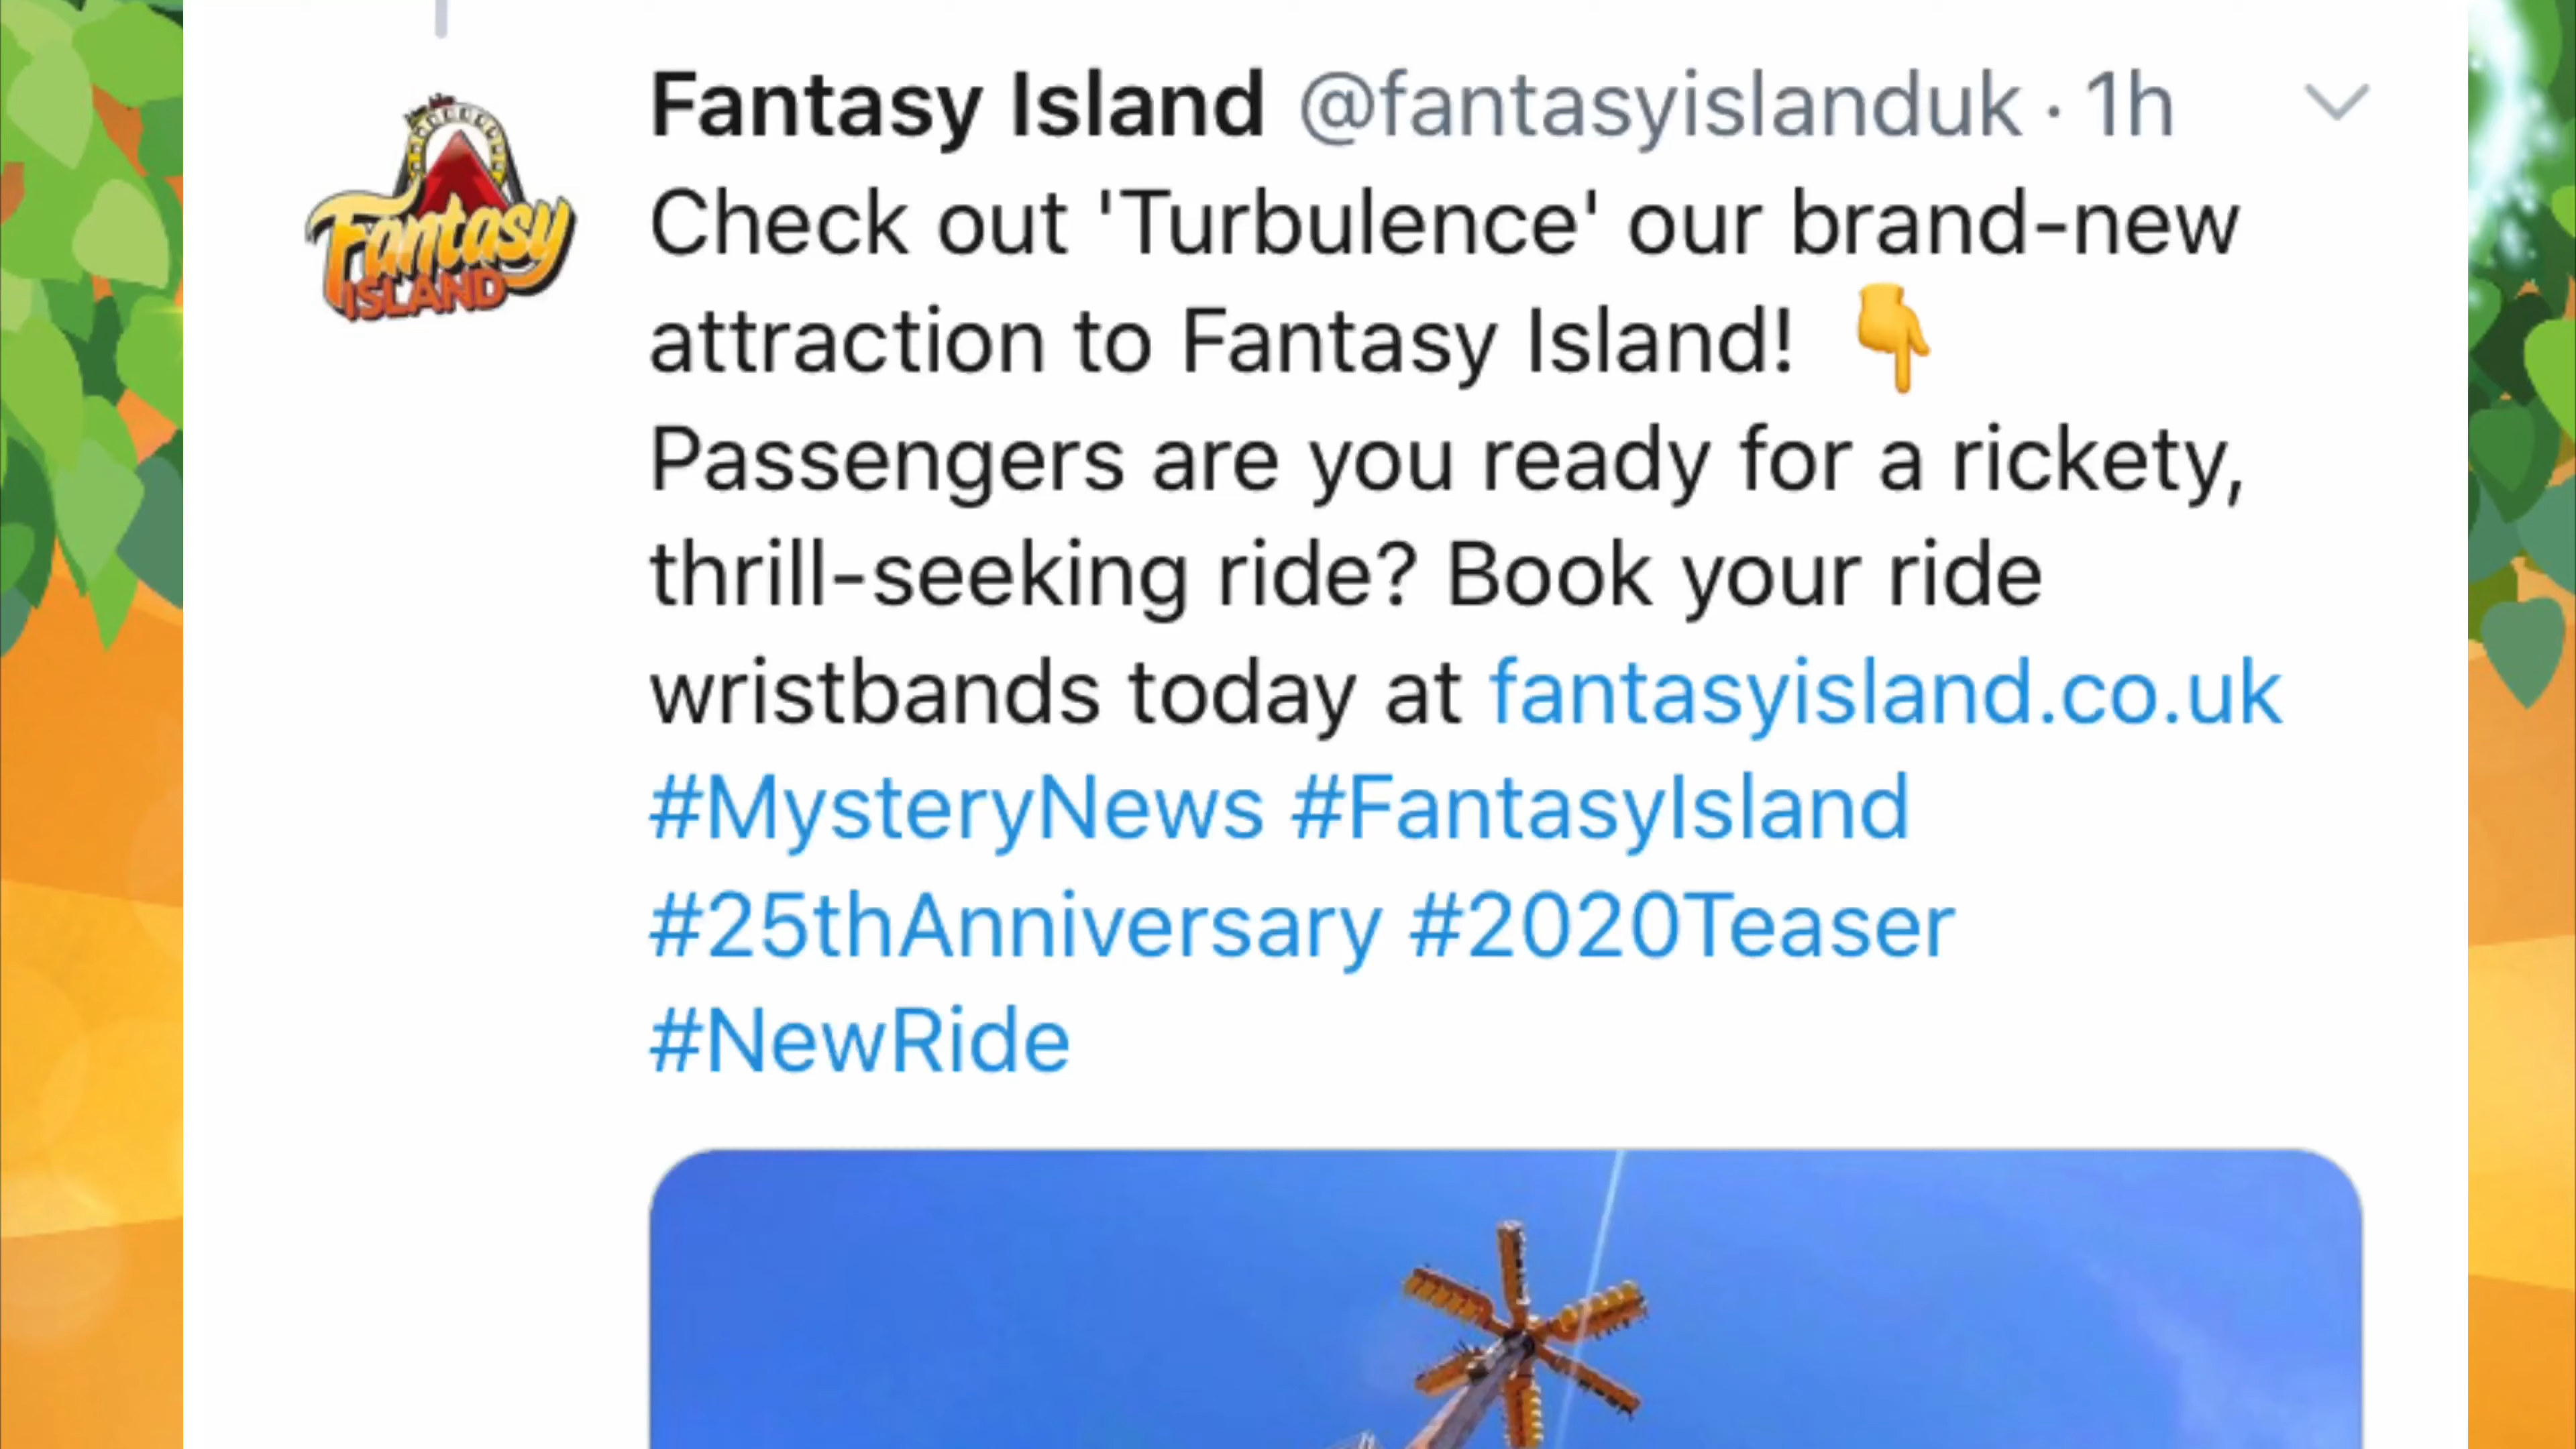 Fantasy Island @fantasyislanduk · 1h
Fantasy
ISLAND
Check out 'Turbulence' our brand-new
attraction to Fantasy Island! 👇
Passengers are you ready for a rickety,
thrill-seeking ride? Book your ride
wristbands today at fantasyisland.co.uk
#MysteryNews #FantasyIsland
#25thAnniversary #2020Teaser
#NewRide